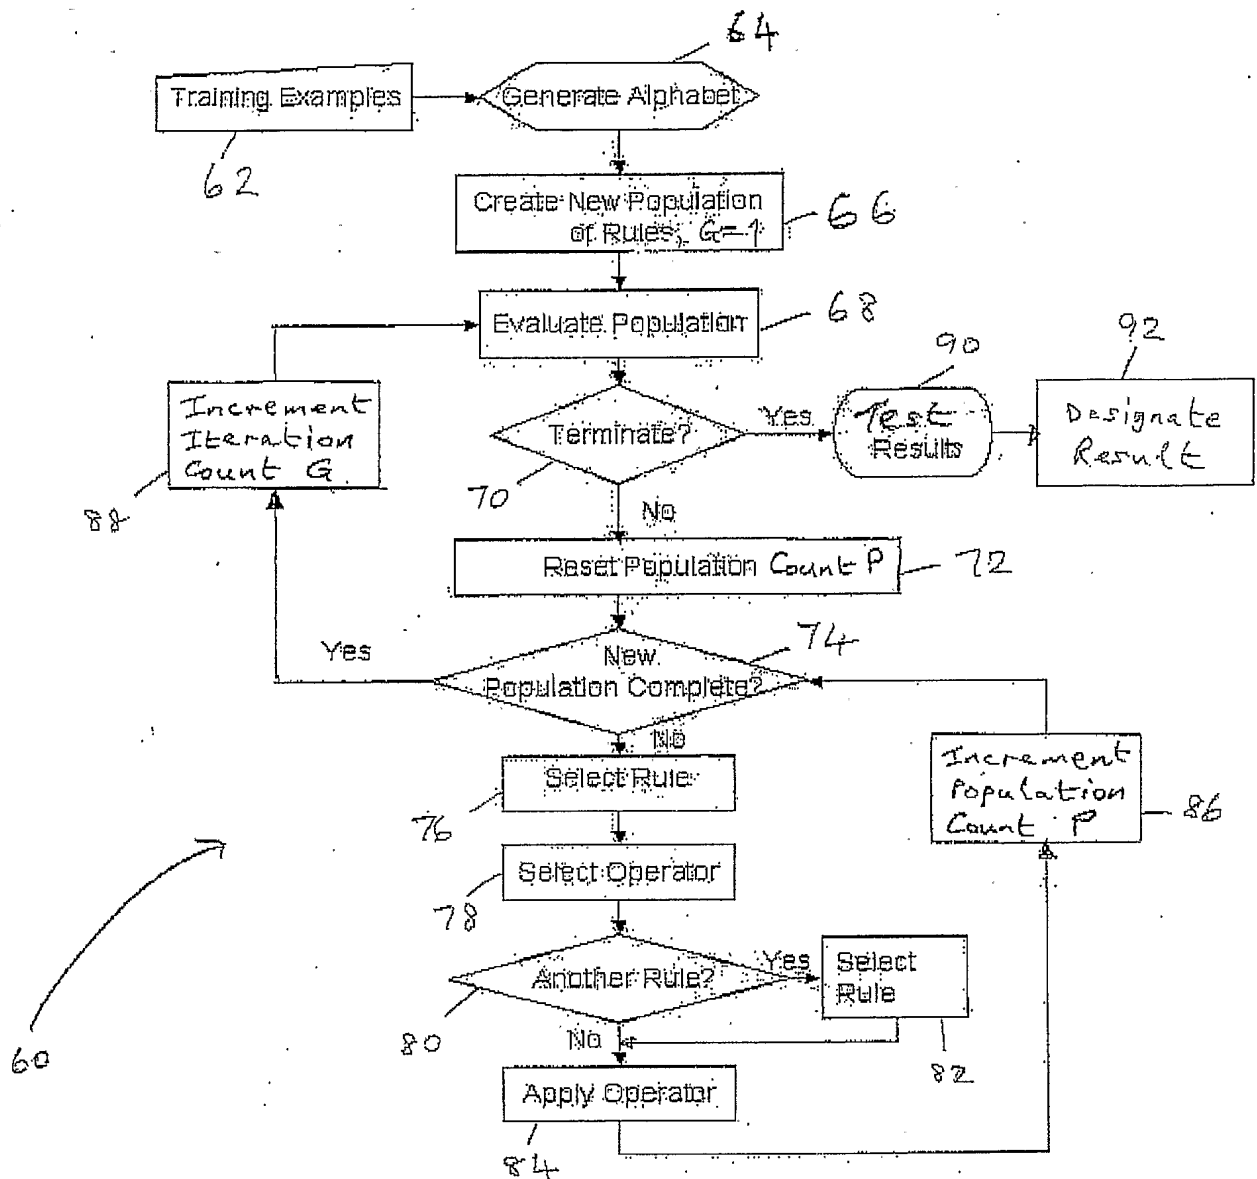 64
Training Examples
Generate Alphabet
62
Create New Population
of Rules, G=1
66
Evaluate Population
68
90
92
Increment
Iteration
Count G
88
Terminate?
Yes
Test
Results
Designate
Result
70
No
Reset Population Count P
72
Yes
New
Population Complete?
74
No
Select Rule
76
Increment
Population
Count P
86
Select Operator
78
Another Rule?
Yes
Select
Rule
80
No
82
60
Apply Operator
84